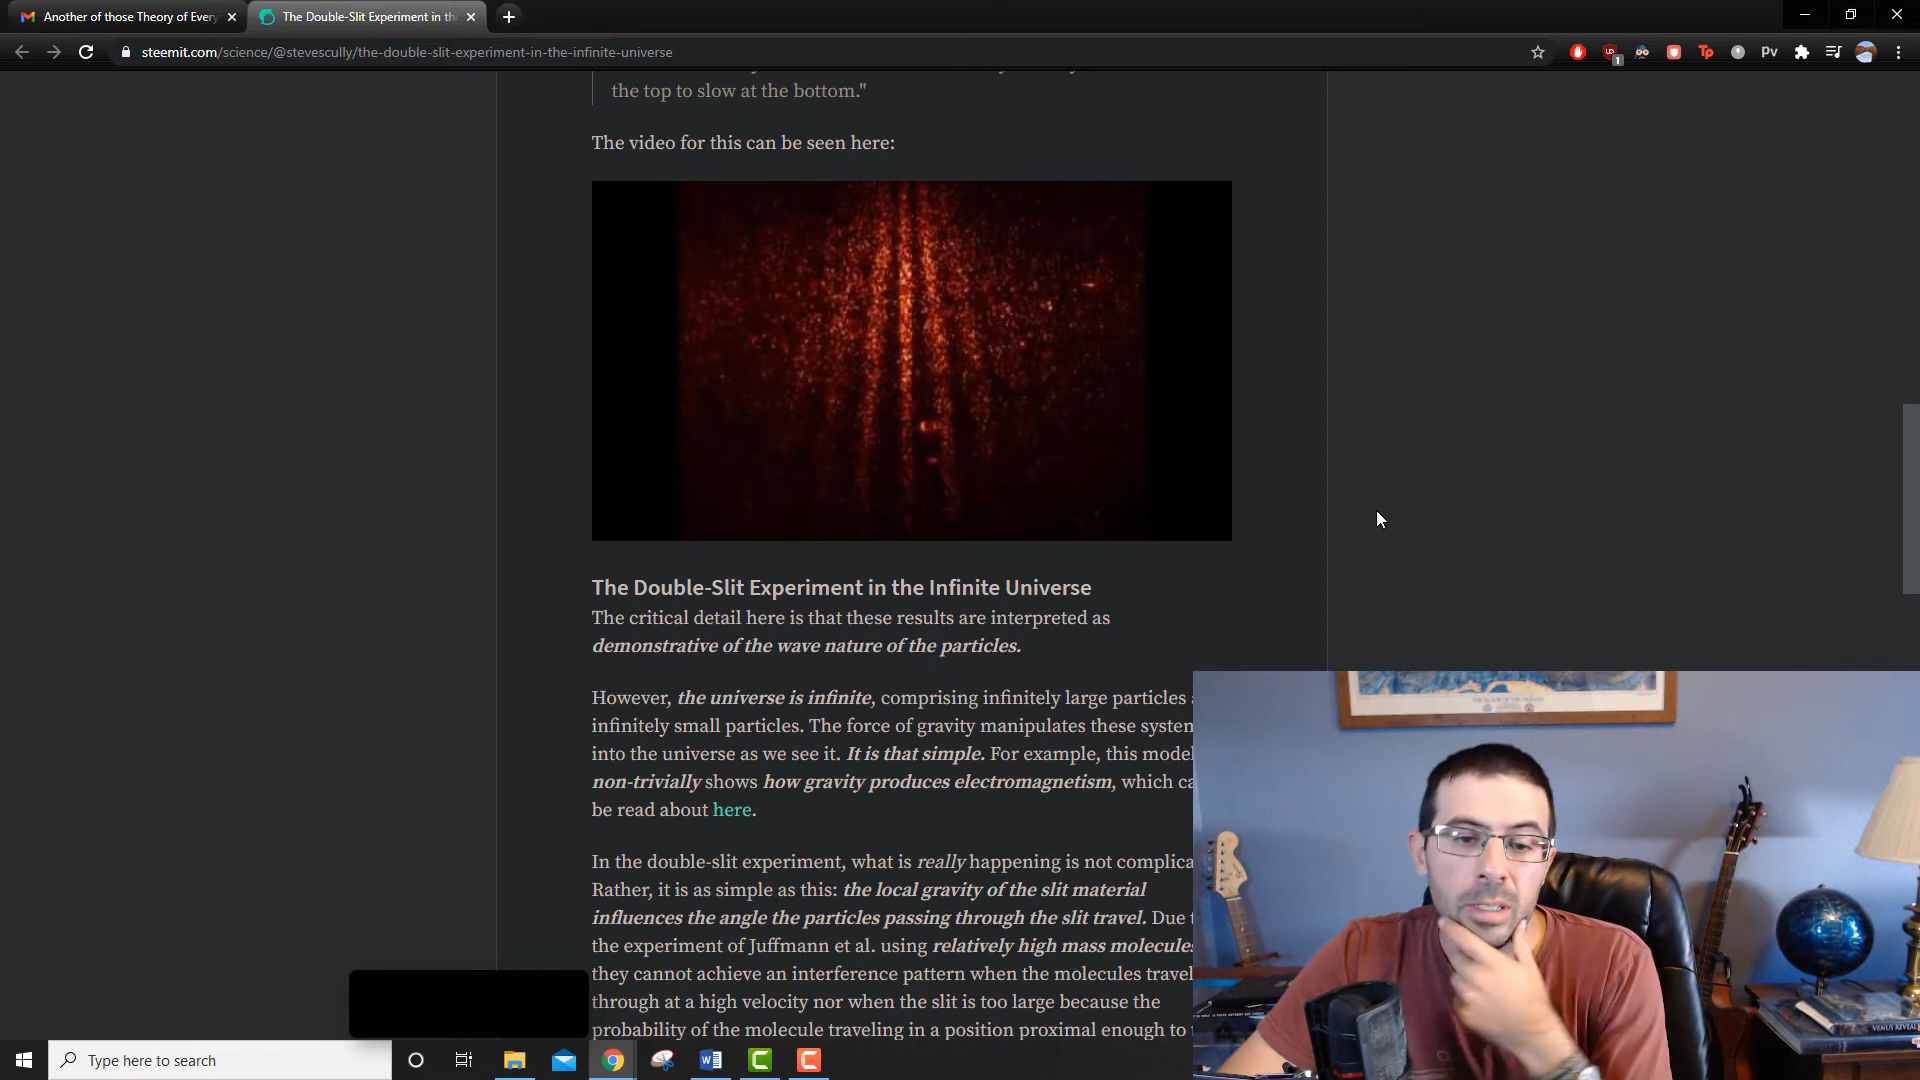 Another of those Theory of Every
The Double-Slit Experiment in th
steemit.com/science/@stevescully/the-double-slit-experiment-in-the-infinite-universe
1
Tp
pv
the top to slow at the bottom."
The video for this can be seen here:
The Double-Slit Experiment in the Infinite Universe
The critical detail here is that these results are interpreted as
demonstrative of the wave nature of the particles.
However, the universe is infinite, comprising infinitely large particles
infinitely small particles. The force of gravity manipulates these system
into the universe as we see it. It is that simple. For example, this model
non-trivially shows how gravity produces electromagnetism, which ca
be read about here.
In the double-slit experiment, what is really happening is not complica
Rather, it is as simple as this: the local gravity of the slit material
influences the angle the particles passing through the slit travel. Due t
the experiment of Juffmann et al. using relatively high mass molecules
they cannot achieve an interference pattern when the molecules travel
through at a high velocity nor when the slit is too large because the
probability of the molecule traveling in a position proximal enough to
Type here to search
VENUS REVEAL